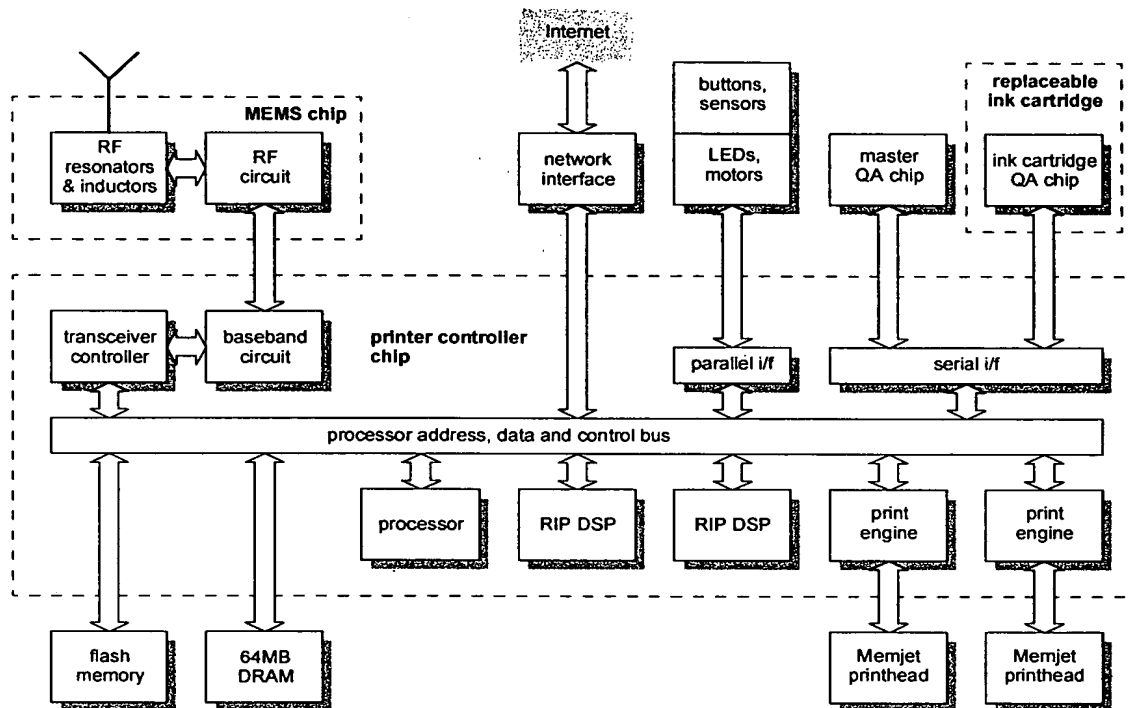 Internet
buttons,
sensors
replaceable
ink cartridge
MEMS chip
RF
resonators
& inductors
RF
circuit
network
interface
LEDs,
motors
master
QA chip
ink cartridge
QA chip
transceiver
controller
baseband
circuit
printer controller
chip
parallel i/f
serial i/f
processor address, data and control bus
processor
RIP DSP
RIP DSP
print
engine
print
engine
flash
memory
64MB
DRAM
Memjet
printhead
Memjet
printhead